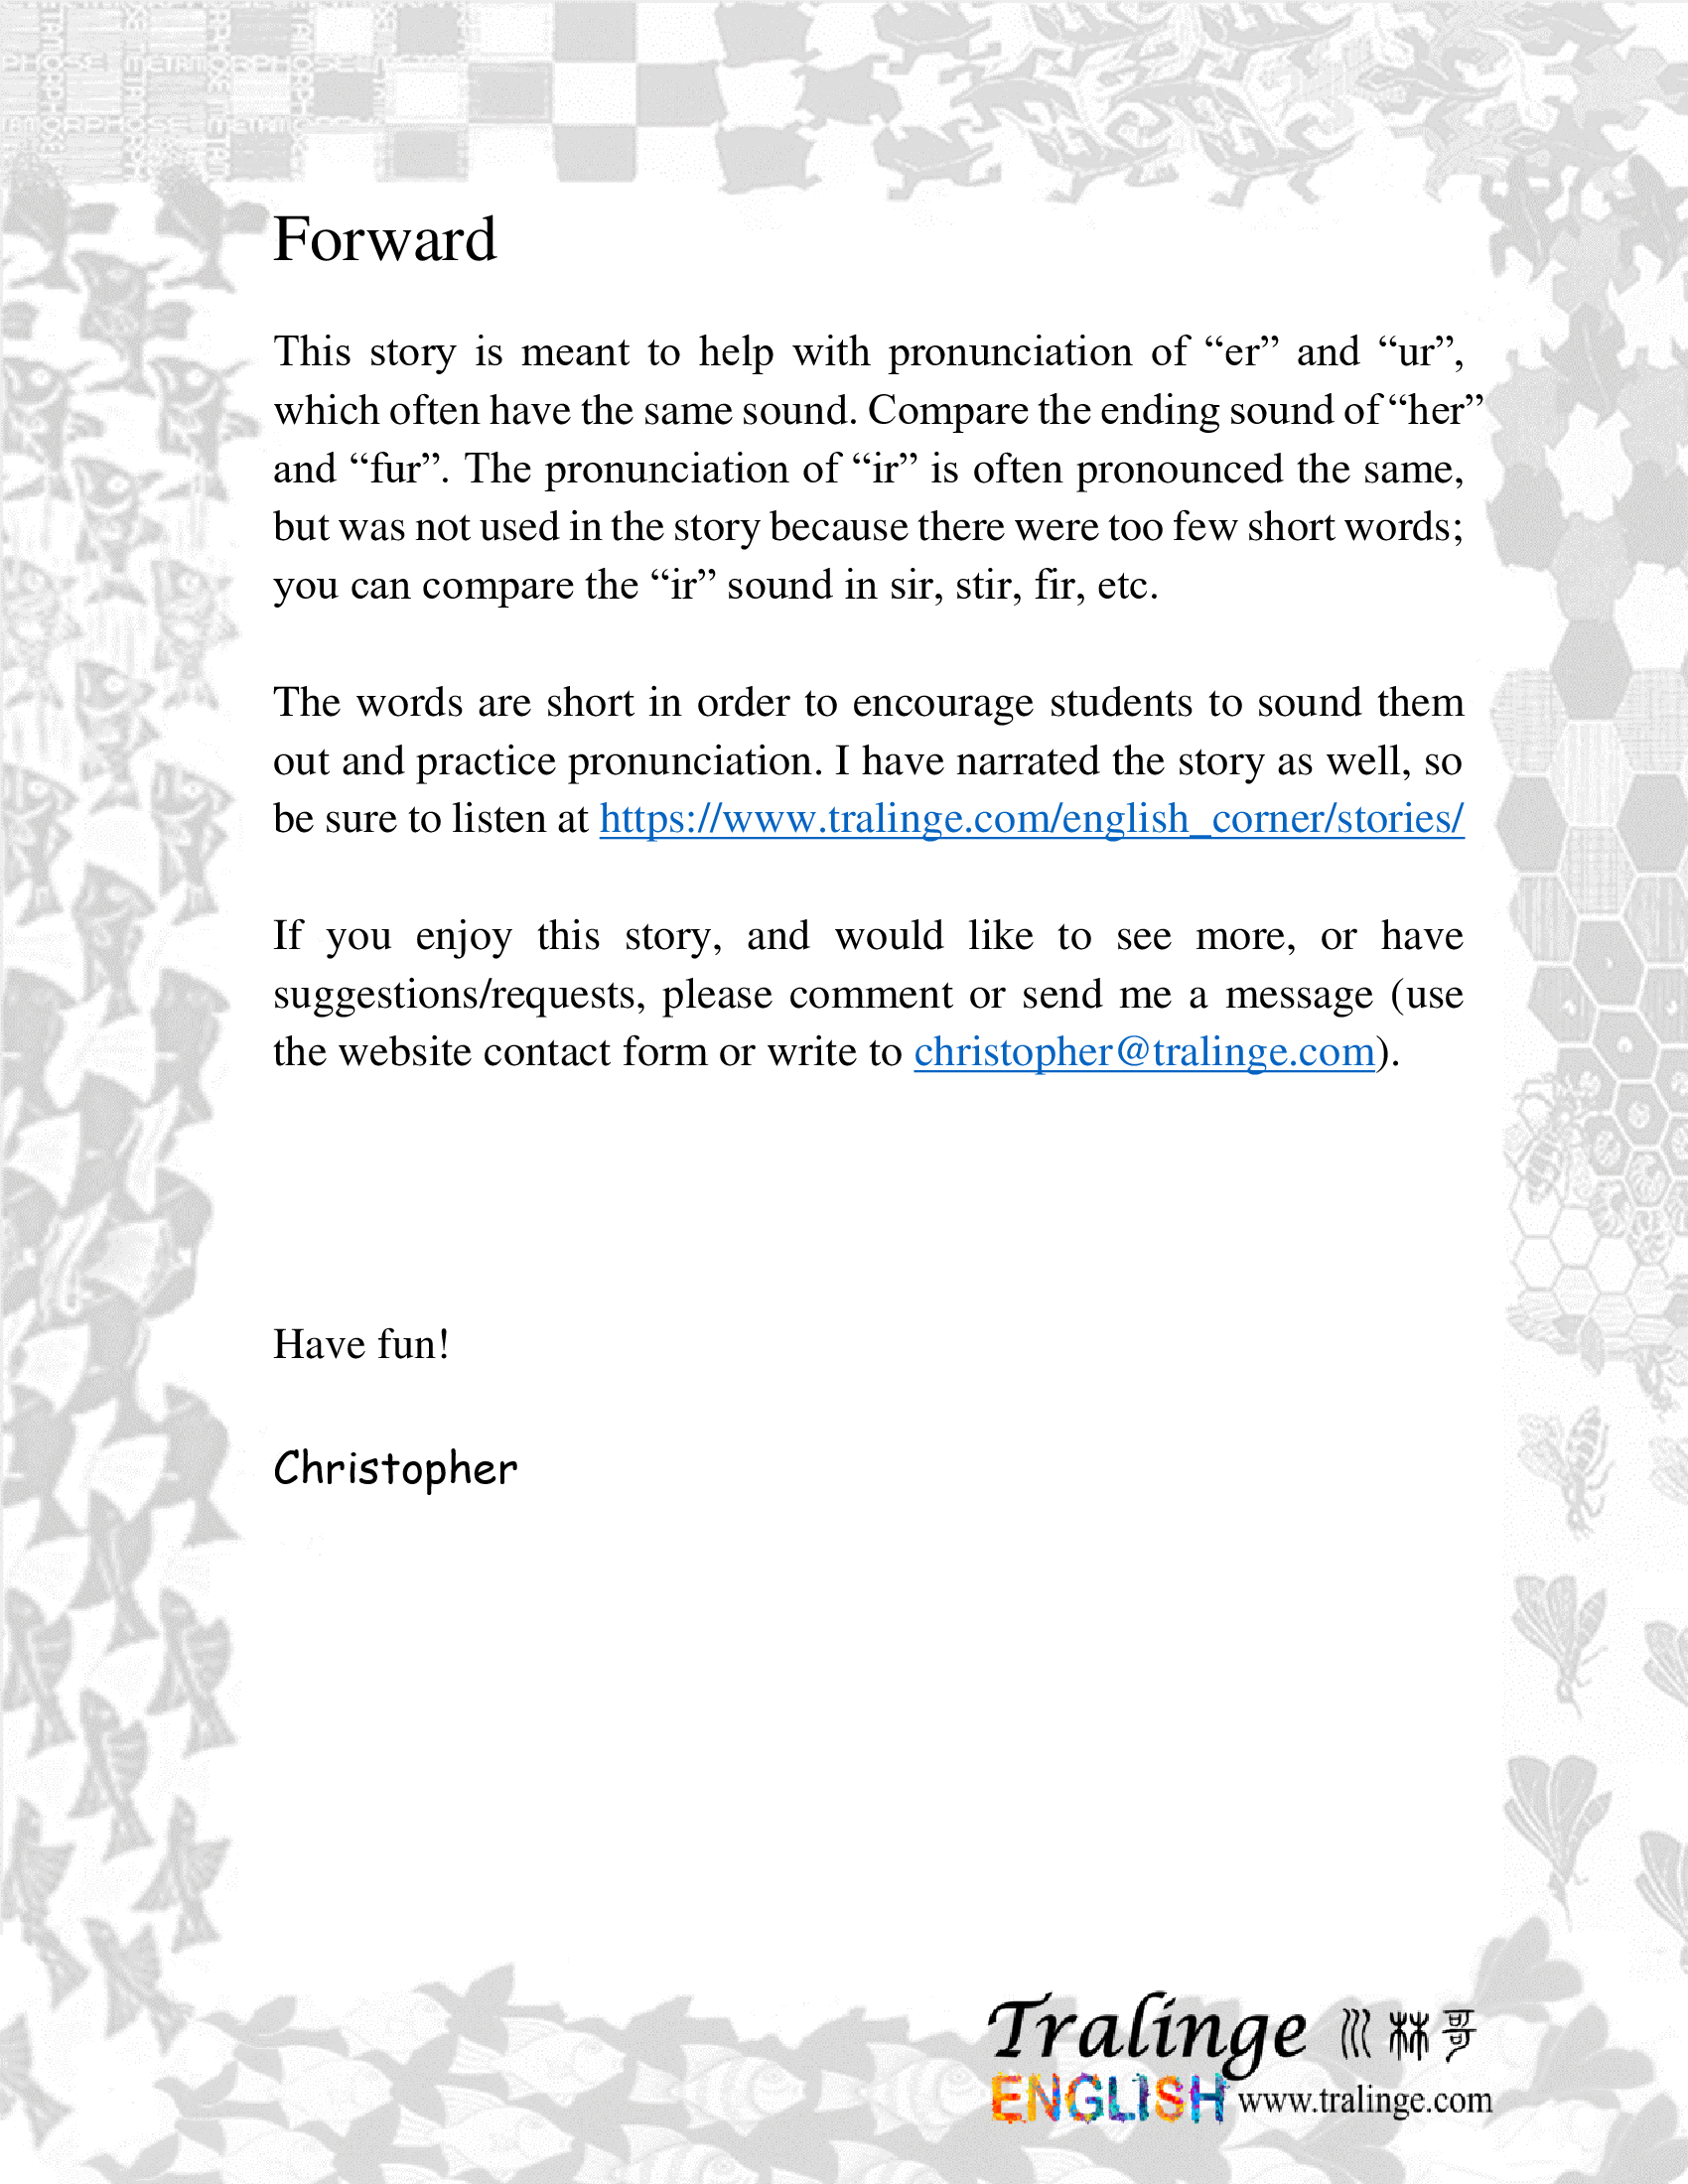 Forward
This story is meant to help with pronunciation of “er” and “ur”,
which often have the same sound. Compare the ending sound of “her”
and “fur”. The pronunciation of “ir” is often pronounced the same,
but was not used in the story because there were too few short words;
you can compare the “ir” sound in sir, stir, fir, etc.
The words are short in order to encourage students to sound them
out and practice pronunciation. I have narrated the story as well, so
be sure to listen at https://www.tralinge.com/english_corner/stories/
If you enjoy this story, and would like to see more, or have
suggestions/requests, please comment or send me a message (use
the website contact form or write to christopher@tralinge.com).
Have fun!
Christopher
Tralinge 川林哥
ENGLISH www.tralinge.com